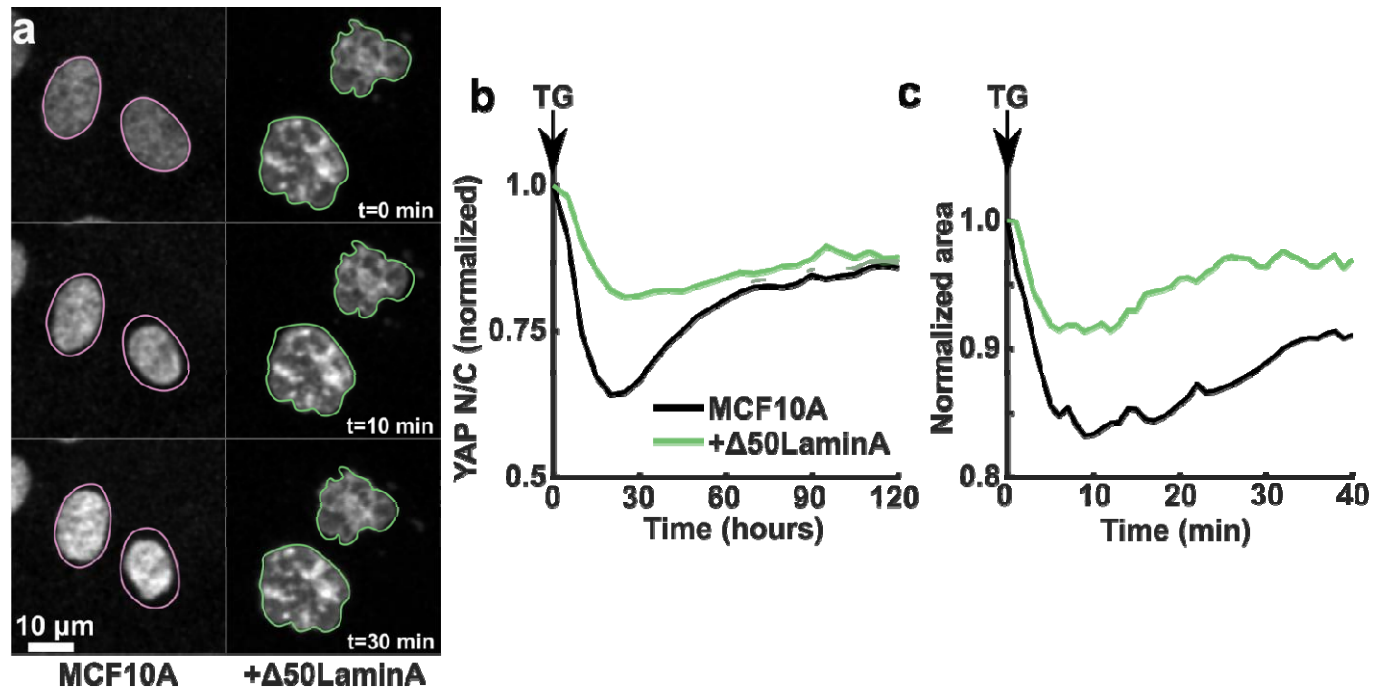 a
t=0 min
t=10 min
10 μm
t=30 min
MCF10A
+Δ50LaminA
b
TG
YAP N/C (normalized)
1.0
0.75
0.5
MCF10A
+Δ50LaminA
0
30
60
90
120
Time (hours)
c
TG
Normalized area
1.0
0.9
0.8
0
10
20
30
40
Time (min)